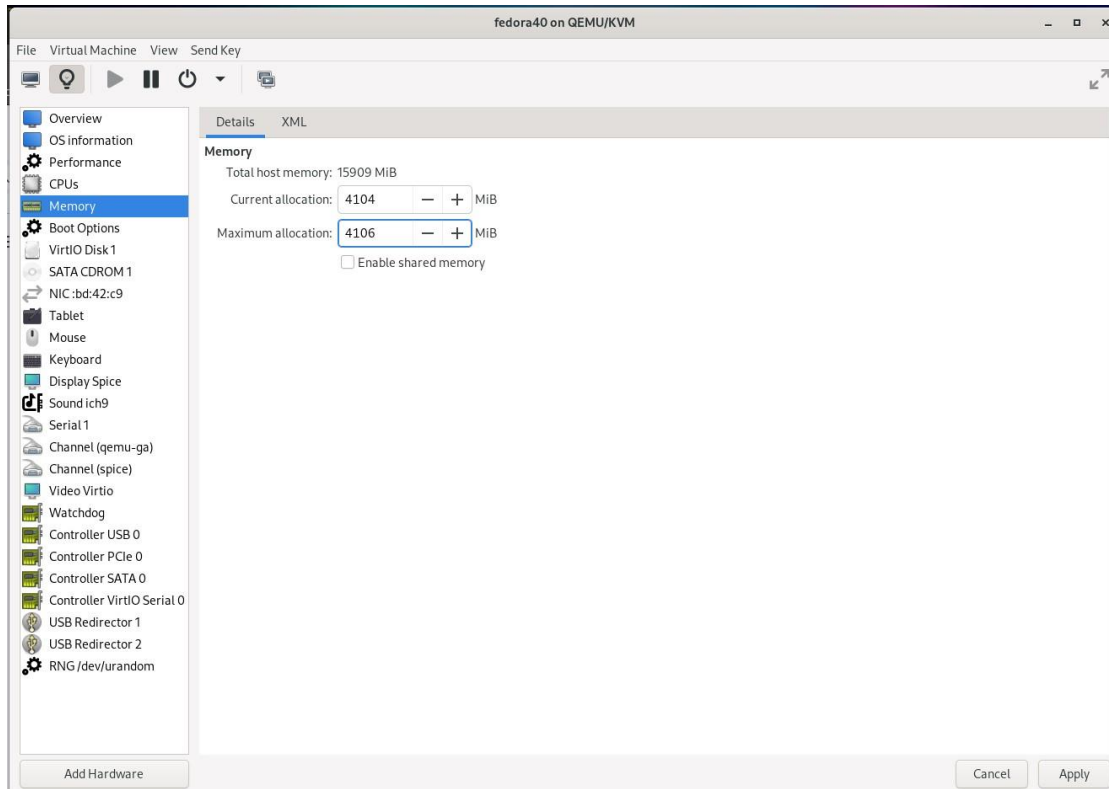 fedora40 on QEMU/KVM
File Virtual Machine View Send Key
Overview
OS information
Performance
CPUs
Memory
Boot Options
VirtIO Disk 1
SATA CDROM 1
NIC :bd:42:c9
Tablet
Mouse
Keyboard
Display Spice
Sound ich9
Serial 1
Channel (qemu-ga)
Channel (spice)
Video Virtio
Watchdog
Controller USB 0
Controller PCIe 0
Controller SATA 0
Controller VirtIO Serial 0
USB Redirector 1
USB Redirector 2
RNG /dev/urandom
Add Hardware
Details XML
Memory
Total host memory: 15909 MiB
Current allocation: 4104 − + MiB
Maximum allocation: 4106 − + MiB
Enable shared memory
Cancel Apply